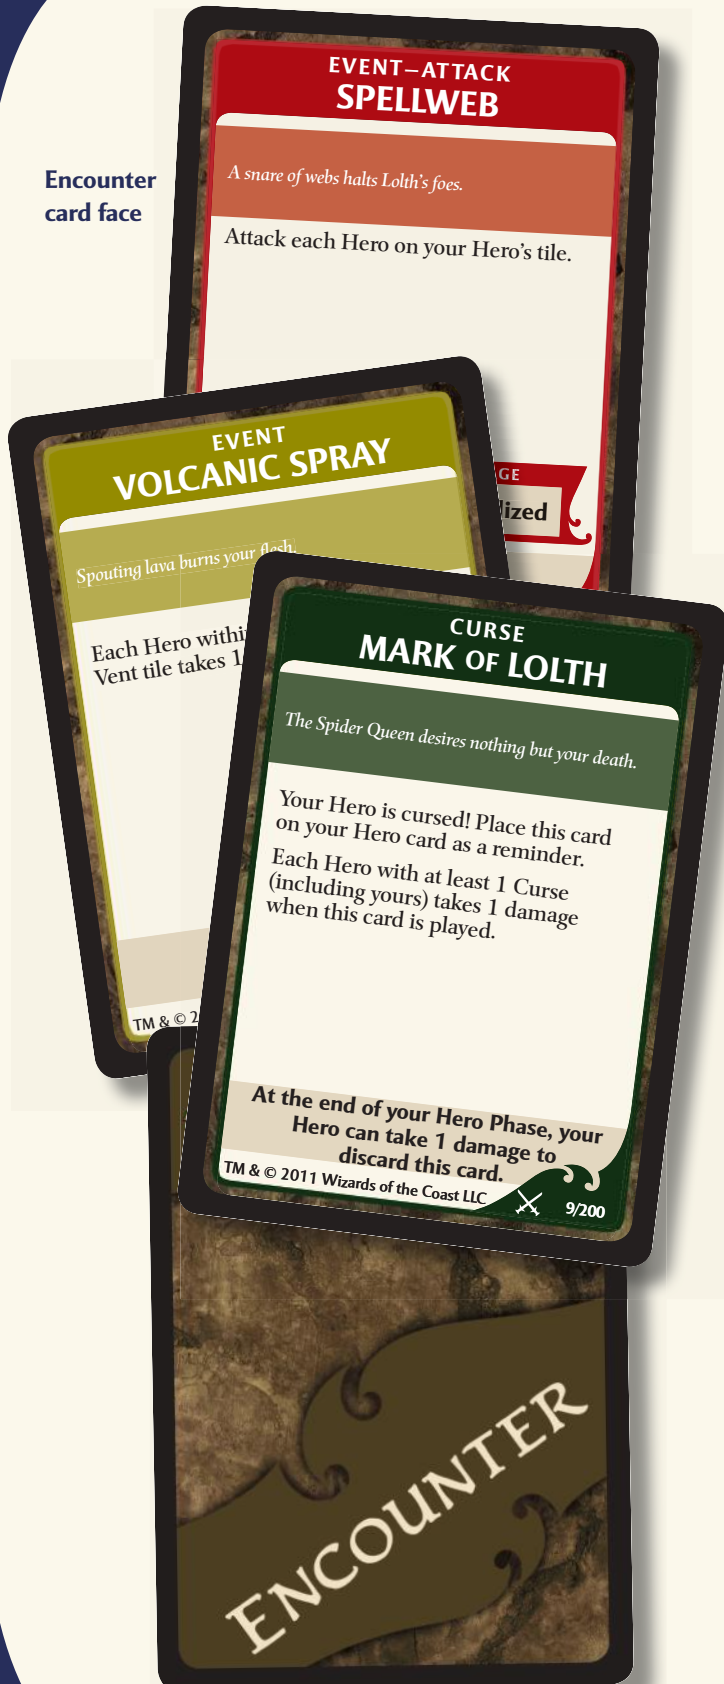 Encounter
card face
EVENT–ATTACK
SPELLWEB
A snare of webs halts Lolth's foes.
Attack each Hero on your Hero's tile.
EVENT
VOLCANIC SPRAY
Spouting lava burns your flesh.
Each Hero
Vent tile takes 1
TM & ©
CURSE
MARK OF LOLTH
The Spider Queen desires nothing but your death.
Your Hero is cursed! Place this card
on your Hero card as a reminder.
Each Hero with at least 1 Curse
(including yours) takes 1 damage
when this card is played.
At the end of your Hero Phase, your
Hero can take 1 damage to
discard this card.
TM & © 2011 Wizards of the Coast LLC
9/200
ENCOUNTER